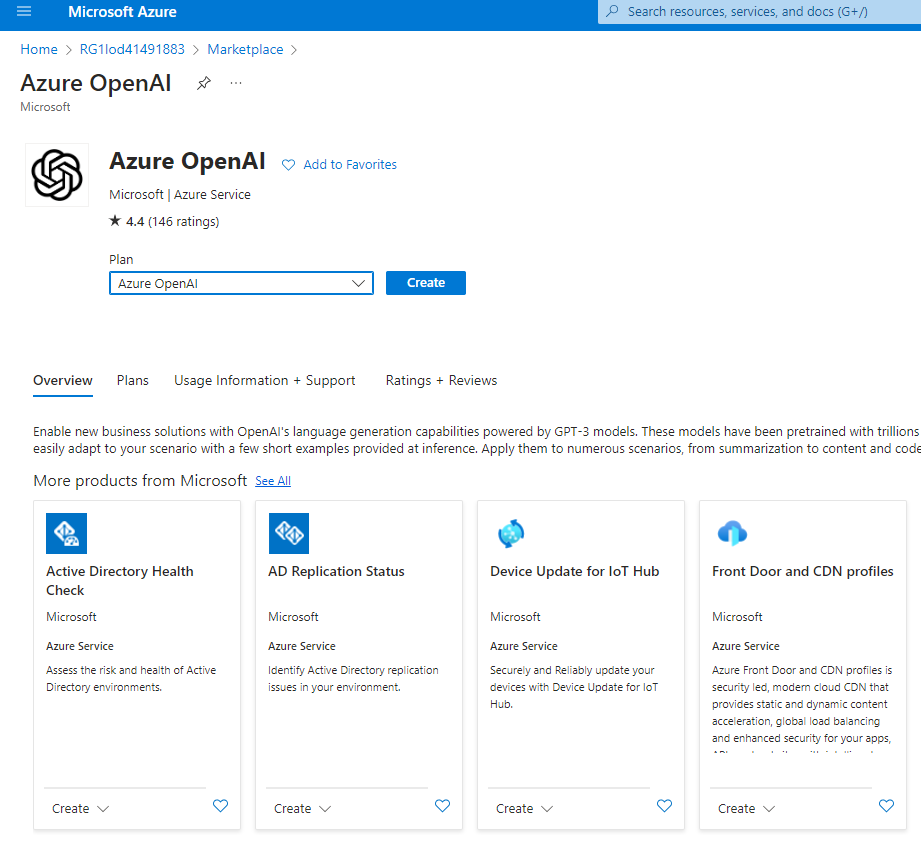 Microsoft Azure
Search resources, services, and docs (G+/)
Home > RG1lod41491883 > Marketplace >
Azure OpenAI
Microsoft
Azure OpenAI
Add to Favorites
Microsoft | Azure Service
★ 4.4 (146 ratings)
Plan
Azure OpenAI
Create
Overview
Plans
Usage Information + Support
Ratings + Reviews
Enable new business solutions with OpenAI's language generation capabilities powered by GPT-3 models. These models have been pretrained with trillions
easily adapt to your scenario with a few short examples provided at inference. Apply them to numerous scenarios, from summarization to content and code
More products from Microsoft See All
Active Directory Health
Check
Microsoft
Azure Service
Assess the risk and health of Active
Directory environments.
Create
AD Replication Status
Microsoft
Azure Service
Identify Active Directory replication
issues in your environment.
Create
Device Update for IoT Hub
Microsoft
Azure Service
Securely and Reliably update your
devices with Device Update for IoT
Hub.
Create
Front Door and CDN profiles
Microsoft
Azure Service
Azure Front Door and CDN profiles is
security led, modern cloud CDN that
provides static and dynamic content
acceleration, global load balancing
and enhanced security for your apps,
Create